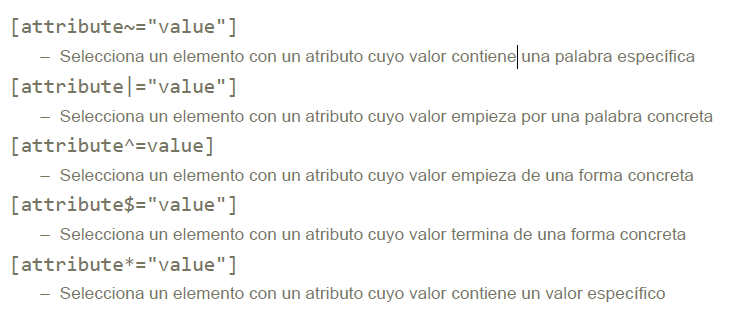 [attribute~="value"]
– Selecciona un elemento con un atributo cuyo valor contiene una palabra específica
[attribute|="value"]
– Selecciona un elemento con un atributo cuyo valor empieza por una palabra concreta
[attribute^=value]
– Selecciona un elemento con un atributo cuyo valor empieza de una forma concreta
[attribute$="value"]
– Selecciona un elemento con un atributo cuyo valor termina de una forma concreta
[attribute*="value"]
– Selecciona un elemento con un atributo cuyo valor contiene un valor específico